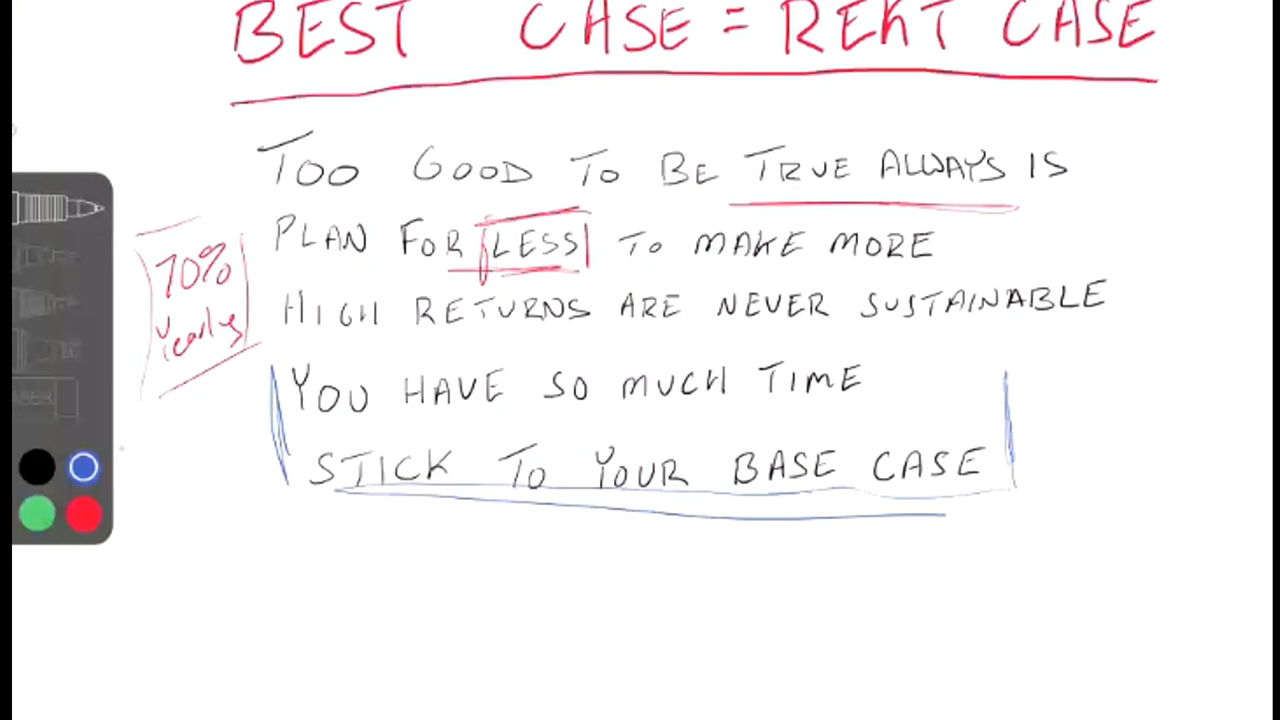 BEST CASE = REKT CASE
TOO GOOD TO BE TRUE ALWAYS IS
PLAN FOR LESS TO MAKE MORE
70%
Yearly
HIGH RETURNS ARE NEVER SUSTAINABLE
YOU HAVE SO MUCH TIME
STICK TO YOUR BASE CASE